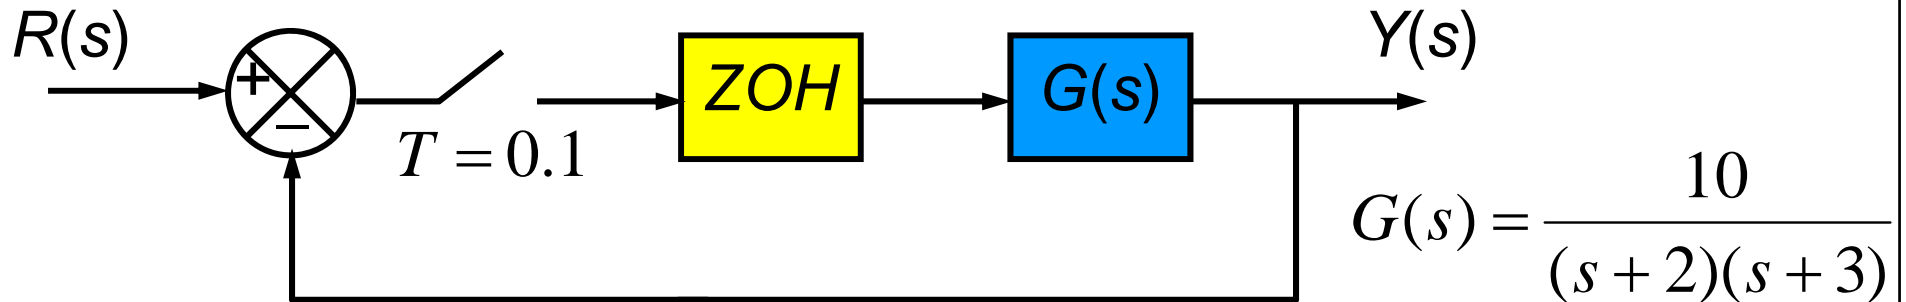 R(s)
Y(s)
+
−
ZOH
G(s)
T = 0.1
G(s) = 10 / (s + 2)(s + 3)